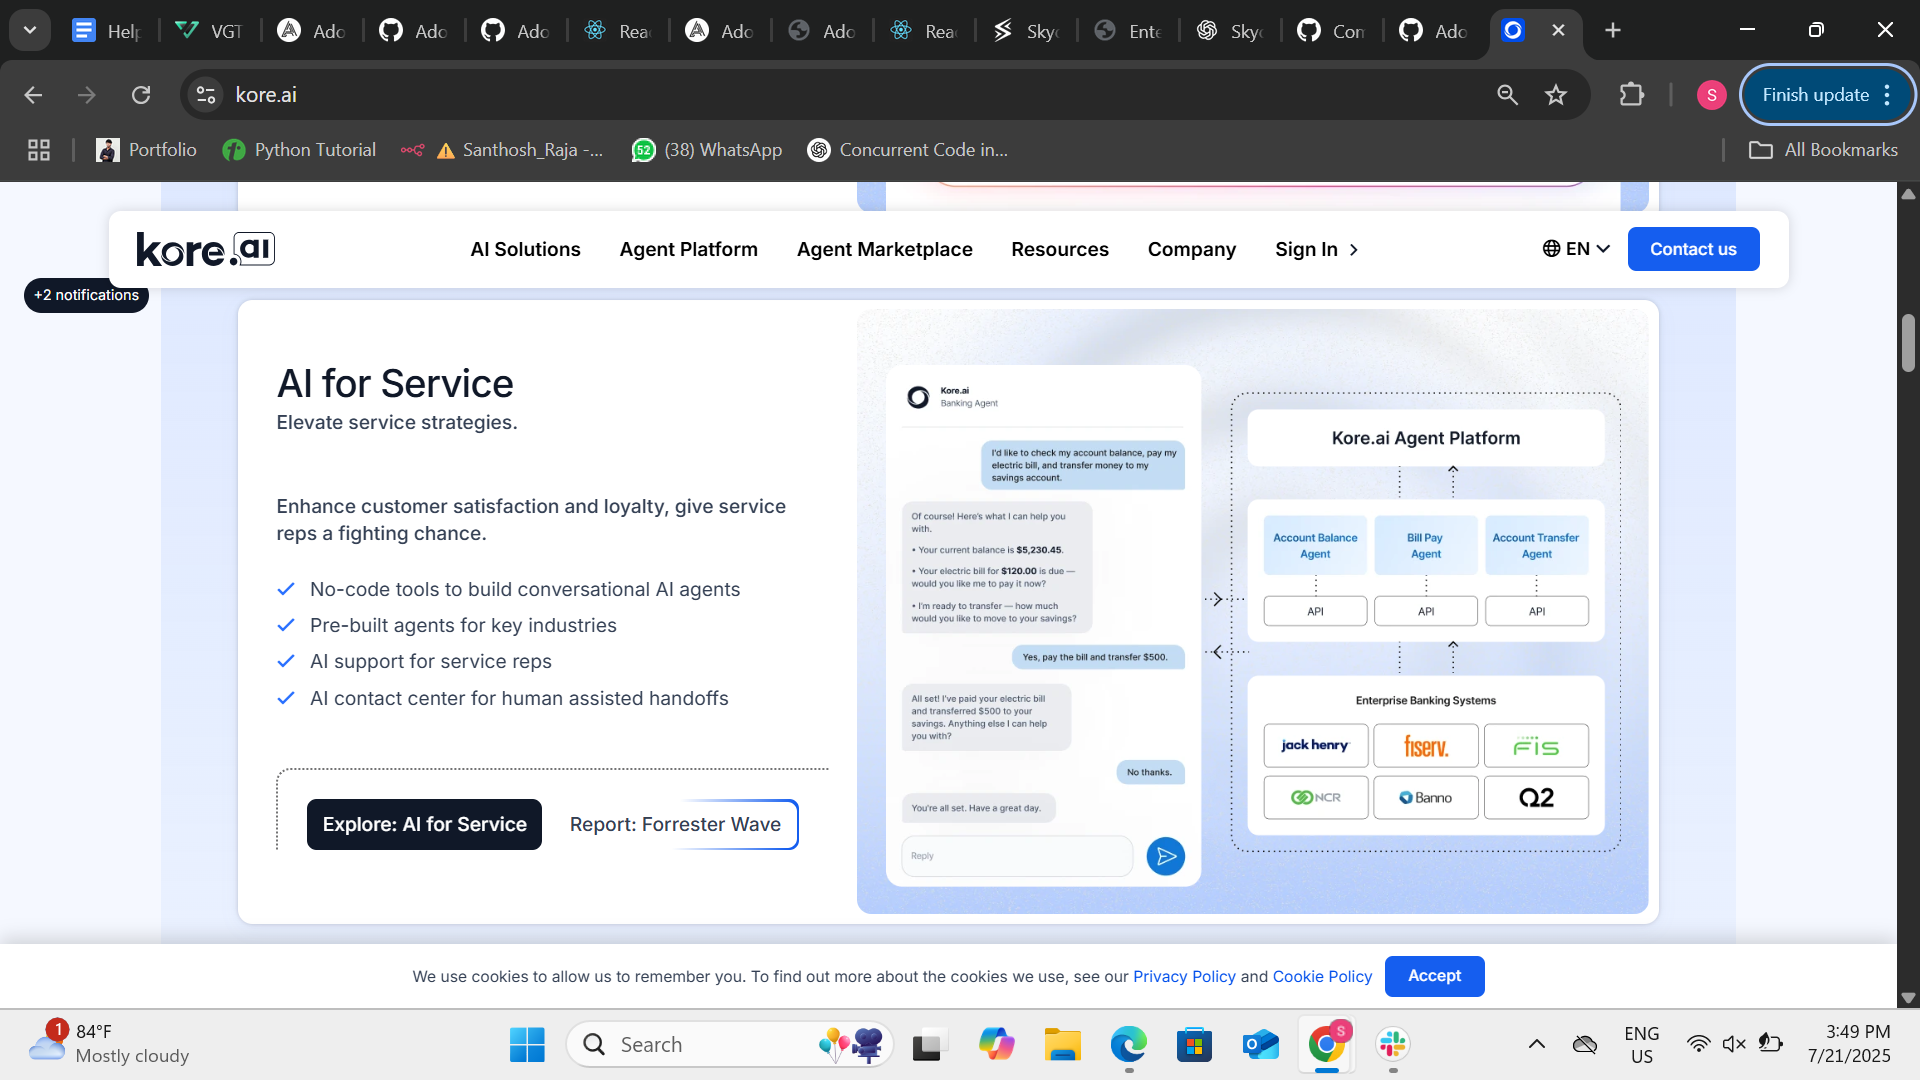 Help
VGT
Ado
Ado
Ado
Rea
Ado
Ado
Rea
Skyc
Ente
Skyc
Com
Ado
kore.ai
S
Finish update
Portfolio
Python Tutorial
Santhosh_Raja -...
52
(38) WhatsApp
Concurrent Code in...
All Bookmarks
kore.ai
AI Solutions
Agent Platform
Agent Marketplace
Resources
Company
Sign In
EN
Contact us
+2 notifications
AI for Service
Elevate service strategies.
Enhance customer satisfaction and loyalty, give service
reps a fighting chance.
No-code tools to build conversational AI agents
Pre-built agents for key industries
AI support for service reps
AI contact center for human assisted handoffs
Explore: AI for Service
Report: Forrester Wave
Kore.ai
Banking Agent
I'd like to check my account balance, pay my
electric bill, and transfer money to my
savings account.
Of course! Here's what I can help you
with.
• Your current balance is $5,230.45.
• Your electric bill for $120.00 is due —
would you like me to pay it now?
• I'm ready to transfer — how much
would you like to move to your savings?
Yes, pay the bill and transfer $500.
All set! I've paid your electric bill
and transferred $500 to your
savings. Anything else I can help
you with?
No thanks.
You're all set. Have a great day.
Reply
Kore.ai Agent Platform
Account Balance
Agent
Bill Pay
Agent
Account Transfer
Agent
API
API
API
Enterprise Banking Systems
jack henry
fiserv.
FIS
NCR
Banno
Q2
We use cookies to allow us to remember you. To find out more about the cookies we use, see our Privacy Policy and Cookie Policy
Accept
1
84°F
Mostly cloudy
Search
S
ENG
US
3:49 PM
7/21/2025